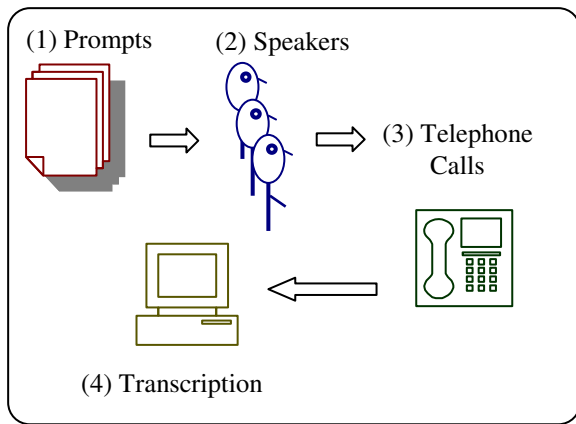 (1) Prompts
(2) Speakers
(3) Telephone
Calls
(4) Transcription